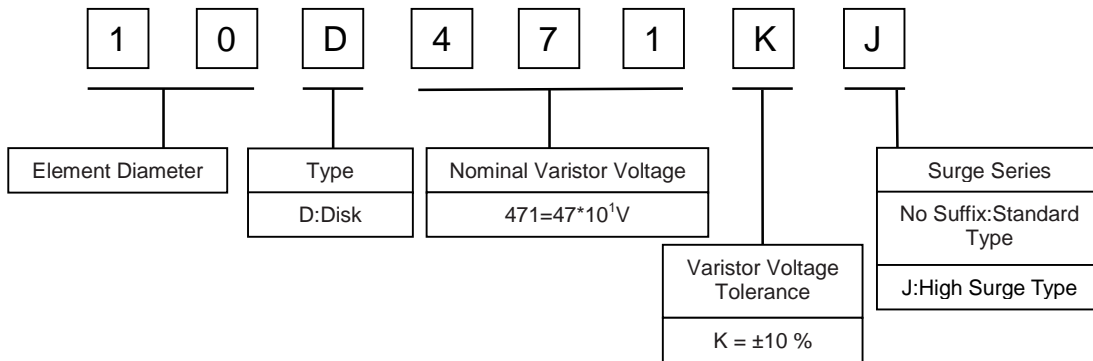 1 0 D 4 7 1 K J
Element Diameter
Type
D:Disk
Nominal Varistor Voltage
471=47*10¹V
Varistor Voltage
Tolerance
K = ±10 %
Surge Series
No Suffix:Standard
Type
J:High Surge Type